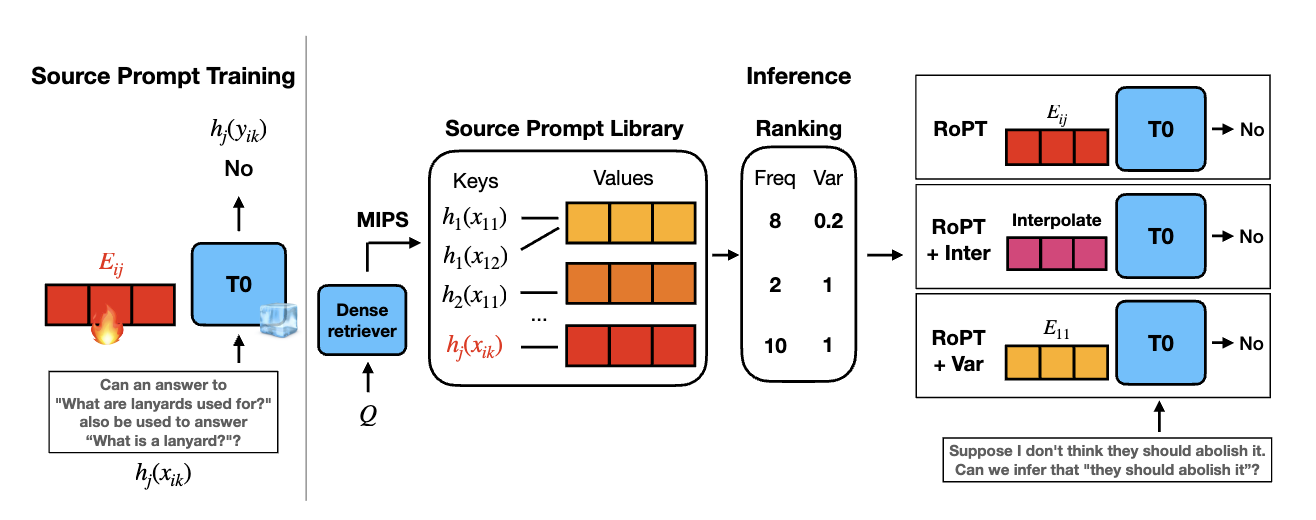 Source Prompt Training
h_j(y_{ik})
No
E_{ij}
T0
Can an answer to
"What are lanyards used for?"
also be used to answer
“What is a lanyard?"?
h_j(x_{ik})
Inference
Source Prompt Library
Ranking
MIPS
Dense
retriever
Q
Keys Values
h_1(x_{11})
h_1(x_{12})
h_2(x_{11})
...
h_j(x_{ik})
Freq Var
8 0.2
2 1
10 1
RoPT
E_{ij}
T0
No
RoPT
+ Inter
Interpolate
T0
No
RoPT
+ Var
E_{11}
T0
No
Suppose I don't think they should abolish it.
Can we infer that "they should abolish it”?